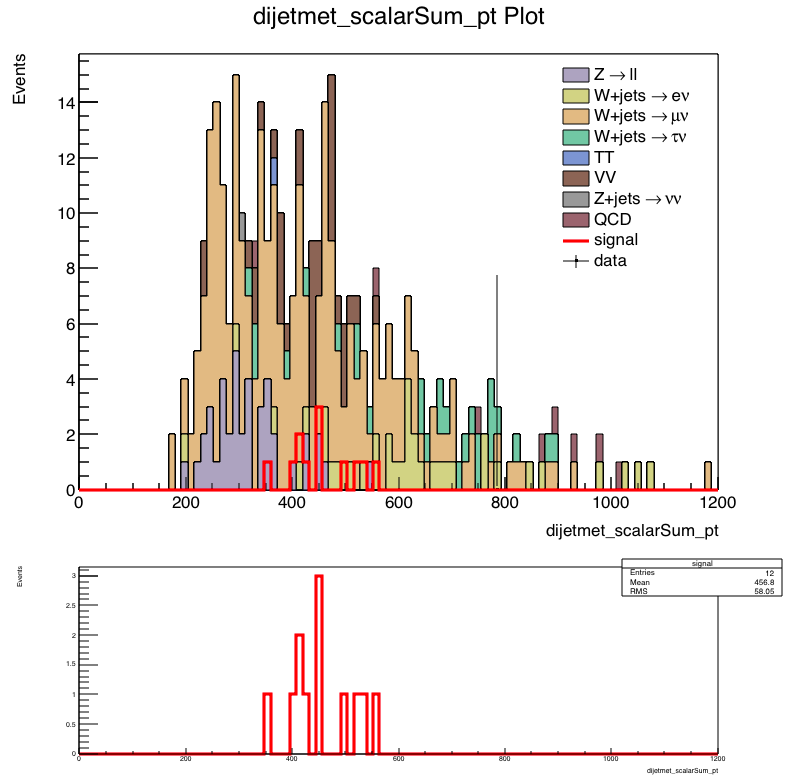 dijetmet_scalarSum_pt Plot
Events
14
12
10
8
6
4
2
0
Z → ll
W+jets → eν
W+jets → μν
W+jets → τν
TT
VV
Z+jets → νν
QCD
signal
data
0 200 400 600 800 1000 1200
dijetmet_scalarSum_pt
Events
3
2.5
2
1.5
1
0.5
0
signal
Entries 12
Mean 456.8
RMS 58.05
0 200 400 600 800 1000 1200
dijetmet_scalarSum_pt